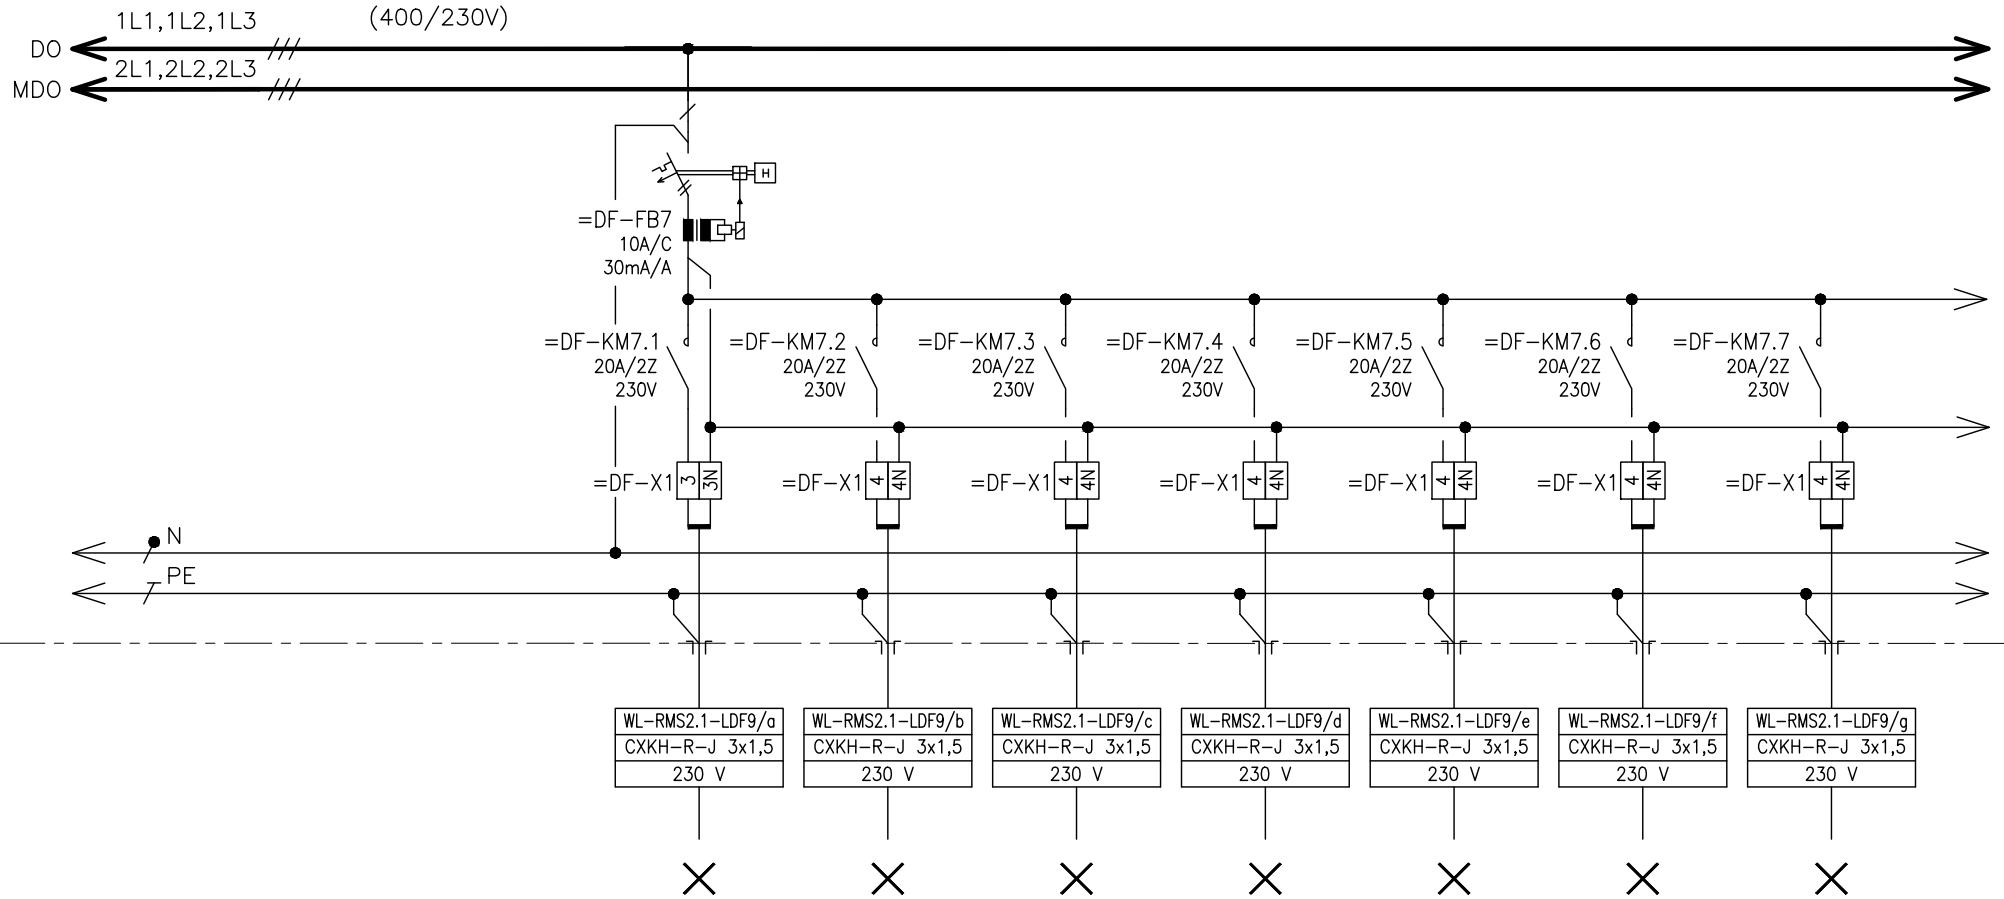 1L1,1L2,1L3 (400/230V)
DO
2L1,2L2,2L3
MDO
H
=DF-FB7
10A/C
30mA/A
=DF-KM7.1 =DF-KM7.2 =DF-KM7.3 =DF-KM7.4 =DF-KM7.5 =DF-KM7.6 =DF-KM7.7
20A/2Z 20A/2Z 20A/2Z 20A/2Z 20A/2Z 20A/2Z 20A/2Z
230V 230V 230V 230V 230V 230V 230V
=DF-X1 3 3N =DF-X1 4 4N =DF-X1 4 4N =DF-X1 4 4N =DF-X1 4 4N =DF-X1 4 4N =DF-X1 4 4N
N
PE
WL-RMS2.1-LDF9/a WL-RMS2.1-LDF9/b WL-RMS2.1-LDF9/c WL-RMS2.1-LDF9/d WL-RMS2.1-LDF9/e WL-RMS2.1-LDF9/f WL-RMS2.1-LDF9/g
CXKH-R-J 3x1,5 CXKH-R-J 3x1,5 CXKH-R-J 3x1,5 CXKH-R-J 3x1,5 CXKH-R-J 3x1,5 CXKH-R-J 3x1,5 CXKH-R-J 3x1,5
230 V 230 V 230 V 230 V 230 V 230 V 230 V